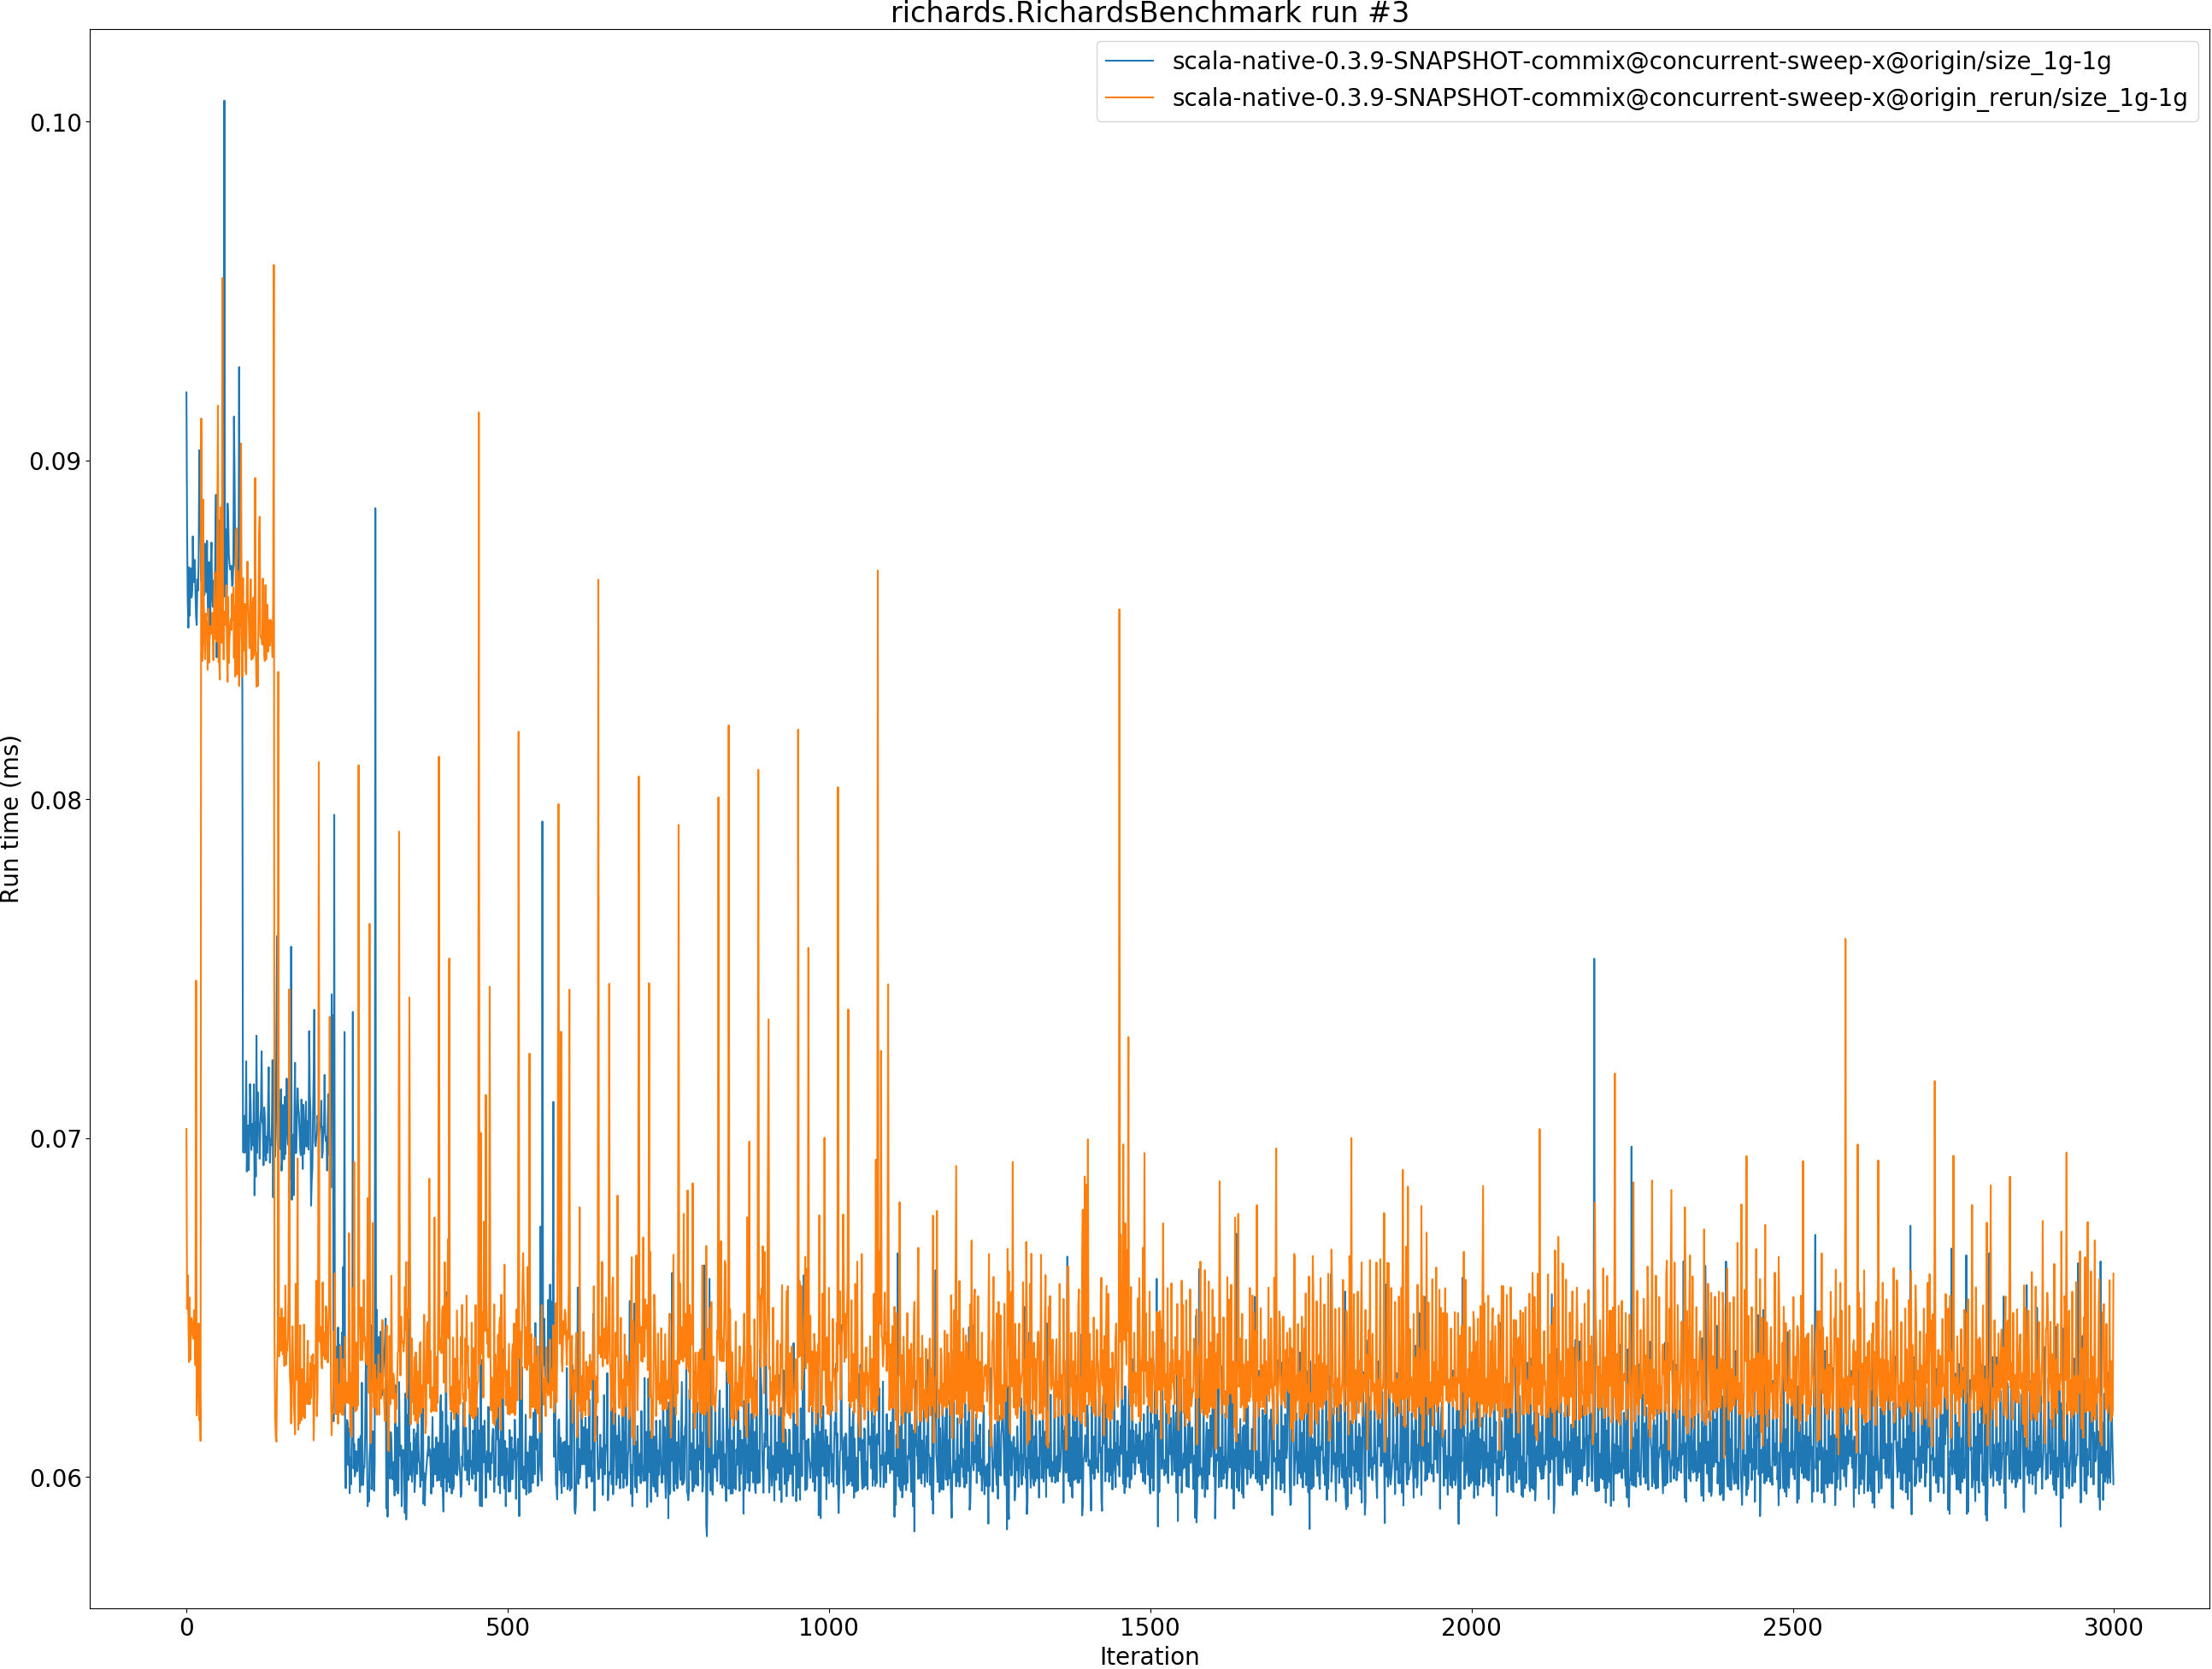 richards.RichardsBenchmark run #3
scala-native-0.3.9-SNAPSHOT-commix@concurrent-sweep-x@origin/size_1g-1g
scala-native-0.3.9-SNAPSHOT-commix@concurrent-sweep-x@origin_rerun/size_1g-1g
0.10
0.09
0.08
0.07
0.06
Run time (ms)
0
500
1000
1500
2000
2500
3000
Iteration